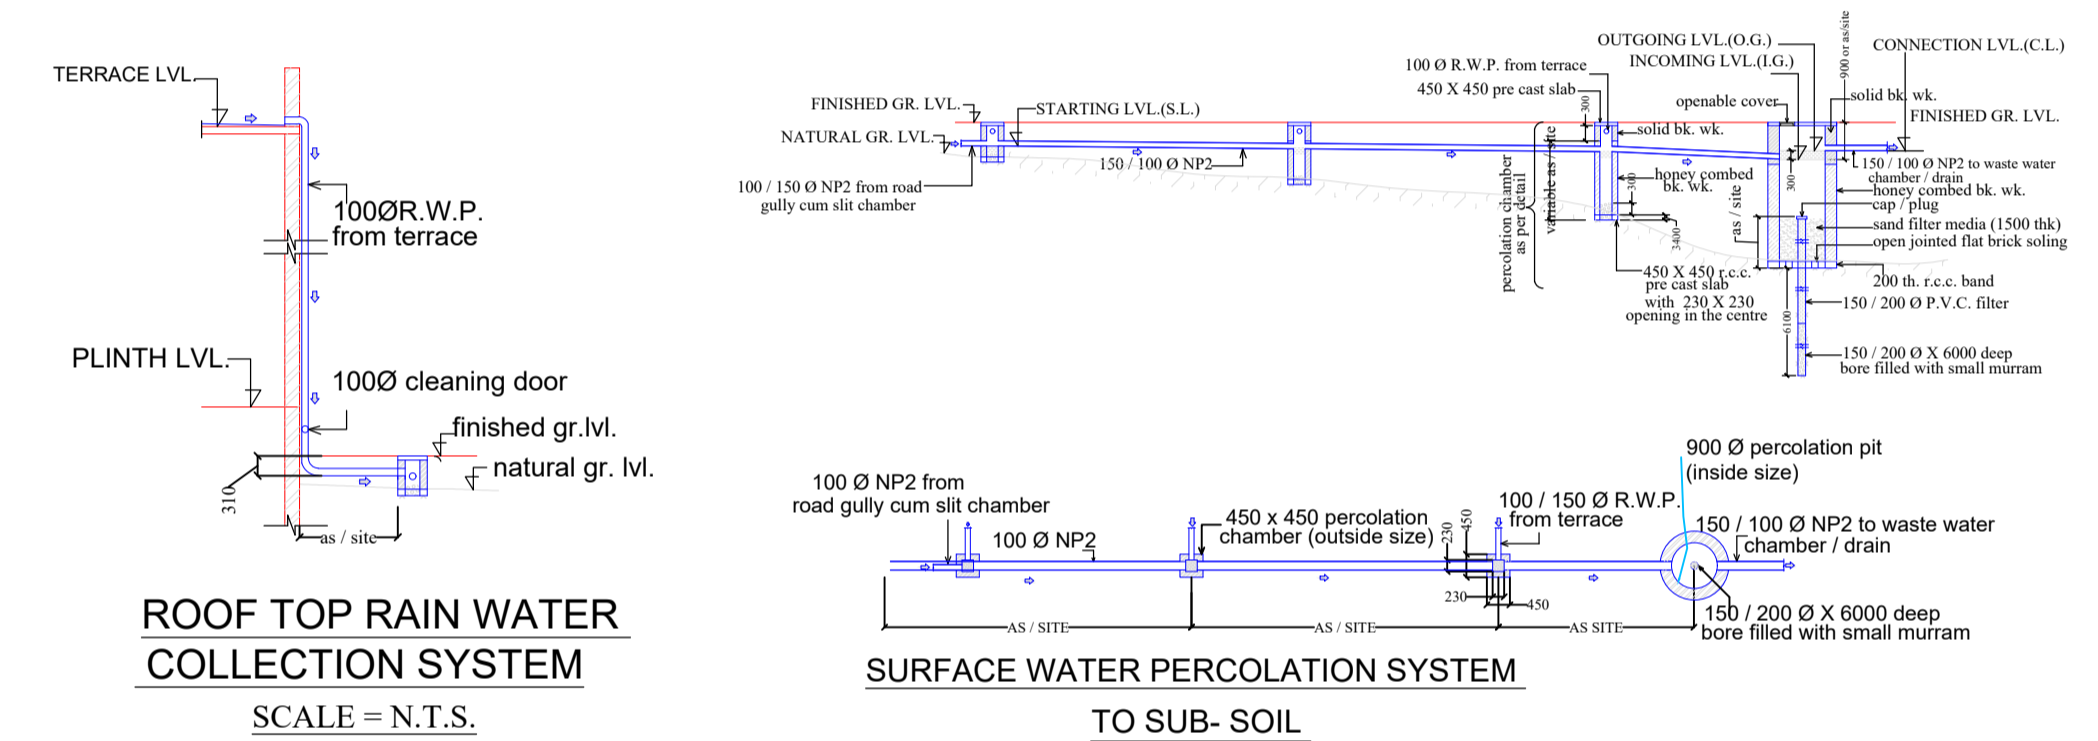 TERRACE LVL.
100ØR.W.P.
from terrace
PLINTH LVL.
100Ø cleaning door
finished gr.lvl.
natural gr. lvl.
310
as / site
ROOF TOP RAIN WATER
COLLECTION SYSTEM
SCALE = N.T.S.
FINISHED GR. LVL.
STARTING LVL.(S.L.)
NATURAL GR. LVL.
150 / 100 Ø NP2
100 / 150 Ø NP2 from road
gully cum slit chamber
100 Ø R.W.P. from terrace
450 X 450 pre cast slab
300
solid bk. wk.
percolation chamber
as per detail
variable as / site
honey combed
bk. wk.
300
3400
450 X 450 r.c.c.
pre cast slab
with 230 X 230
opening in the centre
OUTGOING LVL.(O.G.)
INCOMING LVL.(I.G.)
openable cover
900 or as/site
CONNECTION LVL.(C.L.)
solid bk. wk.
FINISHED GR. LVL.
150 / 100 Ø NP2 to waste water
chamber / drain
300
honey combed bk. wk.
cap / plug
as / site
sand filter media (1500 thk)
open jointed flat brick soling
200 th. r.c.c. band
150 / 200 Ø P.V.C. filter
6100
150 / 200 Ø X 6000 deep
bore filled with small murram
100 Ø NP2 from
road gully cum slit chamber
100 Ø NP2
450 x 450 percolation
chamber (outside size)
230
450
100 / 150 Ø R.W.P.
from terrace
230
450
900 Ø percolation pit
(inside size)
150 / 100 Ø NP2 to waste water
chamber / drain
150 / 200 Ø X 6000 deep
bore filled with small murram
AS / SITE
AS / SITE
AS SITE
SURFACE WATER PERCOLATION SYSTEM
TO SUB- SOIL